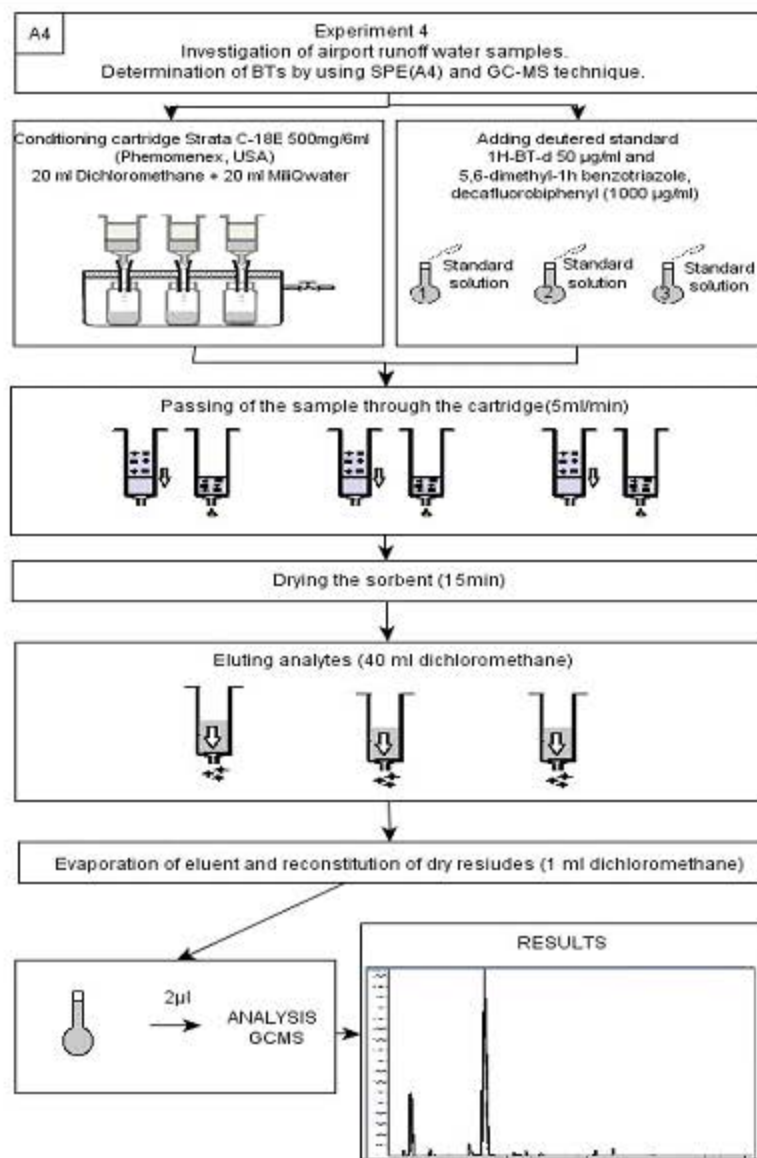 A4
Experiment 4
Investigation of airport runoff water samples.
Determination of BTs by using SPE(A4) and GC-MS technique.
Conditioning cartridge Strata C-18E 500mg/6ml
(Phemomenex, USA)
20 ml Dichloromethane + 20 ml MiliQwater
Adding deutered standard
1H-BT-d 50 µg/ml and
5,6-dimethyl-1h benzotriazole,
decafluorobiphenyl (1000 µg/ml)
1
Standard
solution
2
Standard
solution
3
Standard
solution
Passing of the sample through the cartridge(5ml/min)
Drying the sorbent (15min)
Eluting analytes (40 ml dichloromethane)
Evaporation of eluent and reconstitution of dry resiudes (1 ml dichloromethane)
2µl
ANALYSIS
GCMS
RESULTS